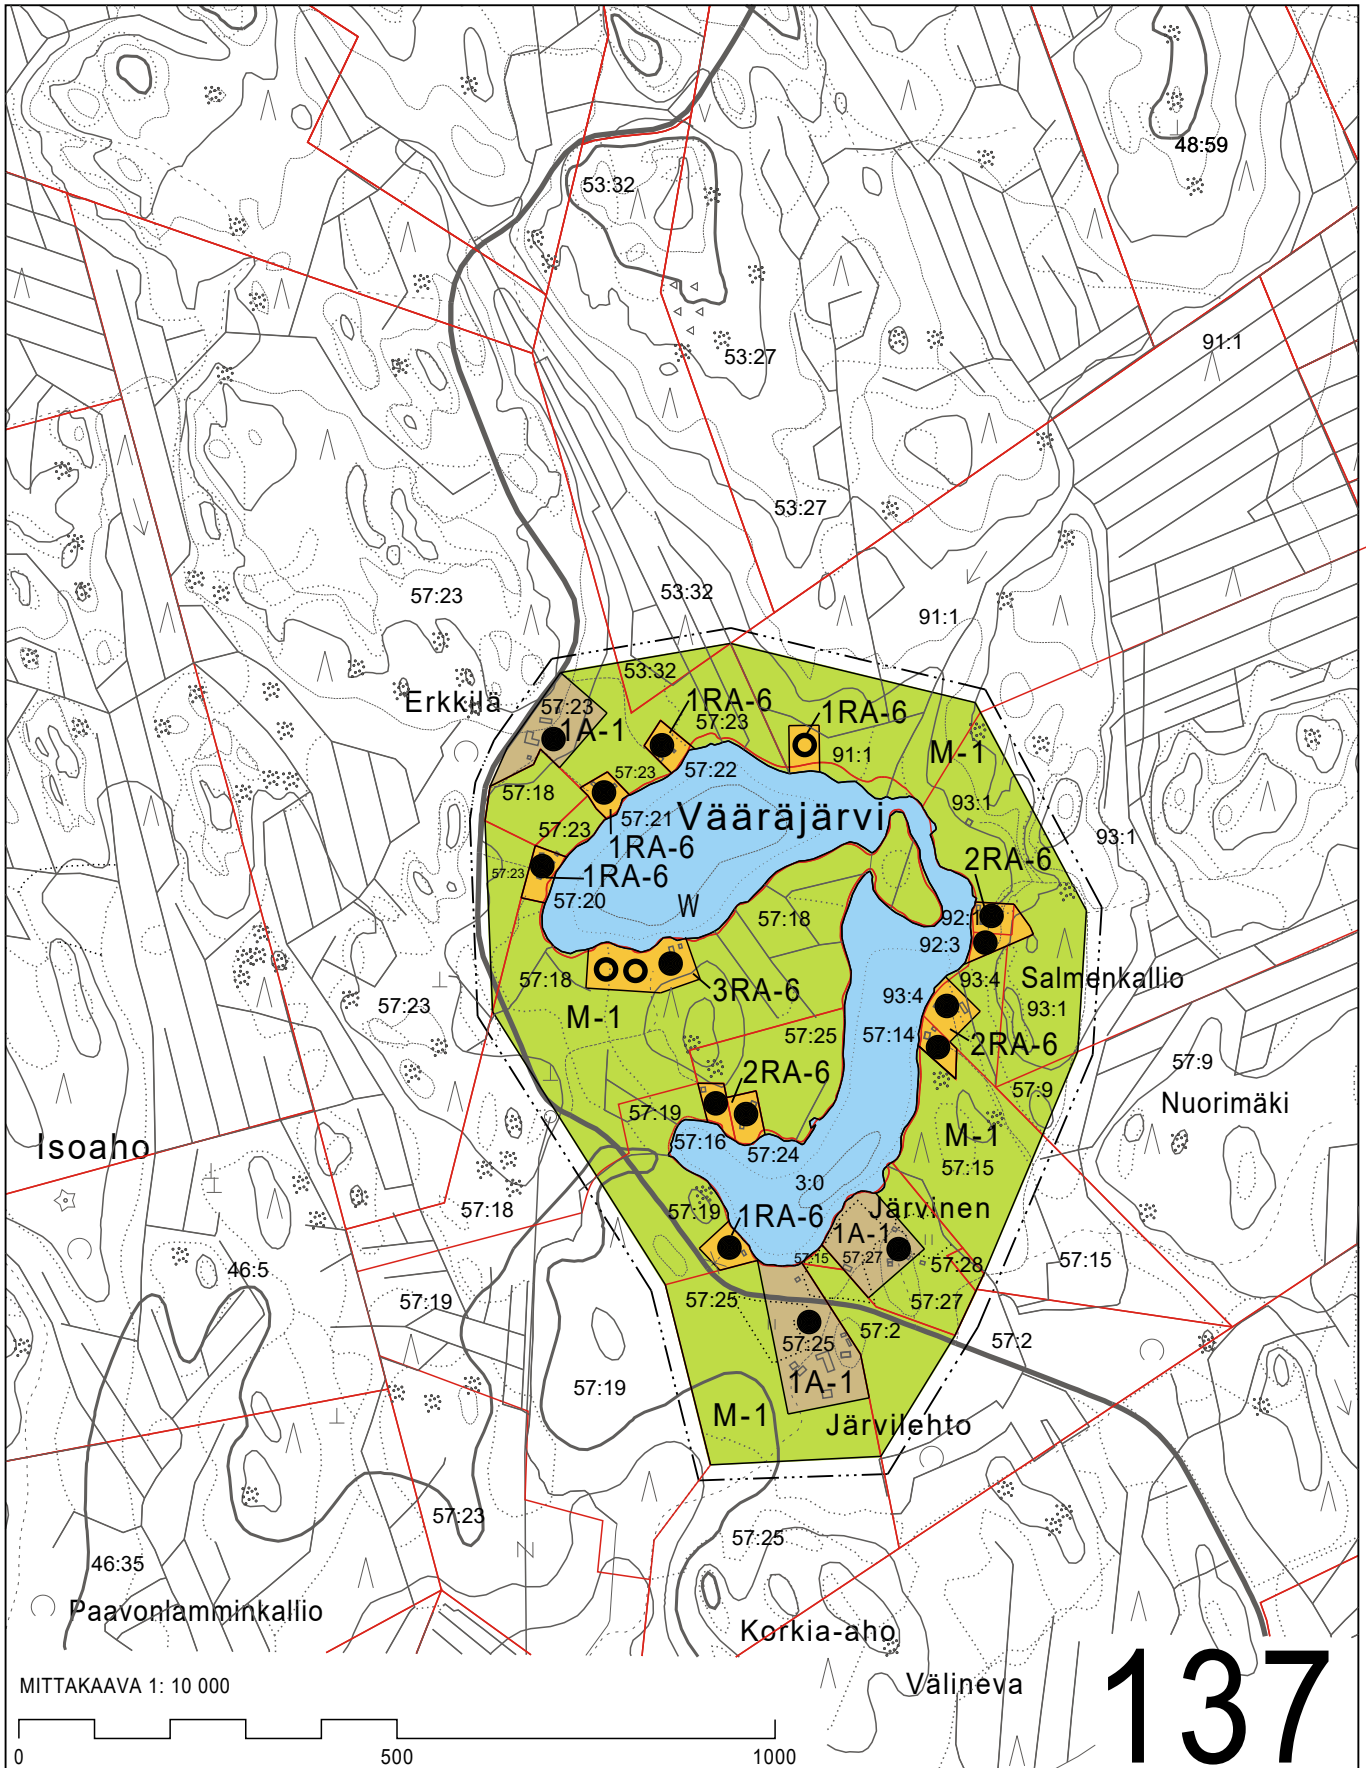 48:59
53:32
91:1
53:27
53:27
57:23
53:32
91:1
53:32
Erkkilä
57:23
1A-1
1RA-6
57:23
1RA-6
91:1
M-1
57:22
57:23
57:18
93:1
57:21
Vääräjärvi
57:23
93:1
1RA-6
2RA-6
57:23
1RA-6
57:20
W
57:18
92:1
92:3
57:18
Salmenkallio
93:4
3RA-6
93:4
93:1
57:23
M-1
57:25
57:14
2RA-6
57:9
2RA-6
57:9
Nuorimäki
57:19
M-1
Isoaho
57:16
57:24
57:15
3:0
57:18
57:19
1RA-6
Järvinen
1A-1
57:15
57:27
57:28
57:15
46:5
57:19
57:25
57:27
57:2
57:2
57:25
57:19
1A-1
M-1
Järvilehto
57:23
57:25
46:35
Paavonlamminkallio
Korkia-aho
Välineva
MITTAKAAVA 1: 10 000
0
500
1000
137